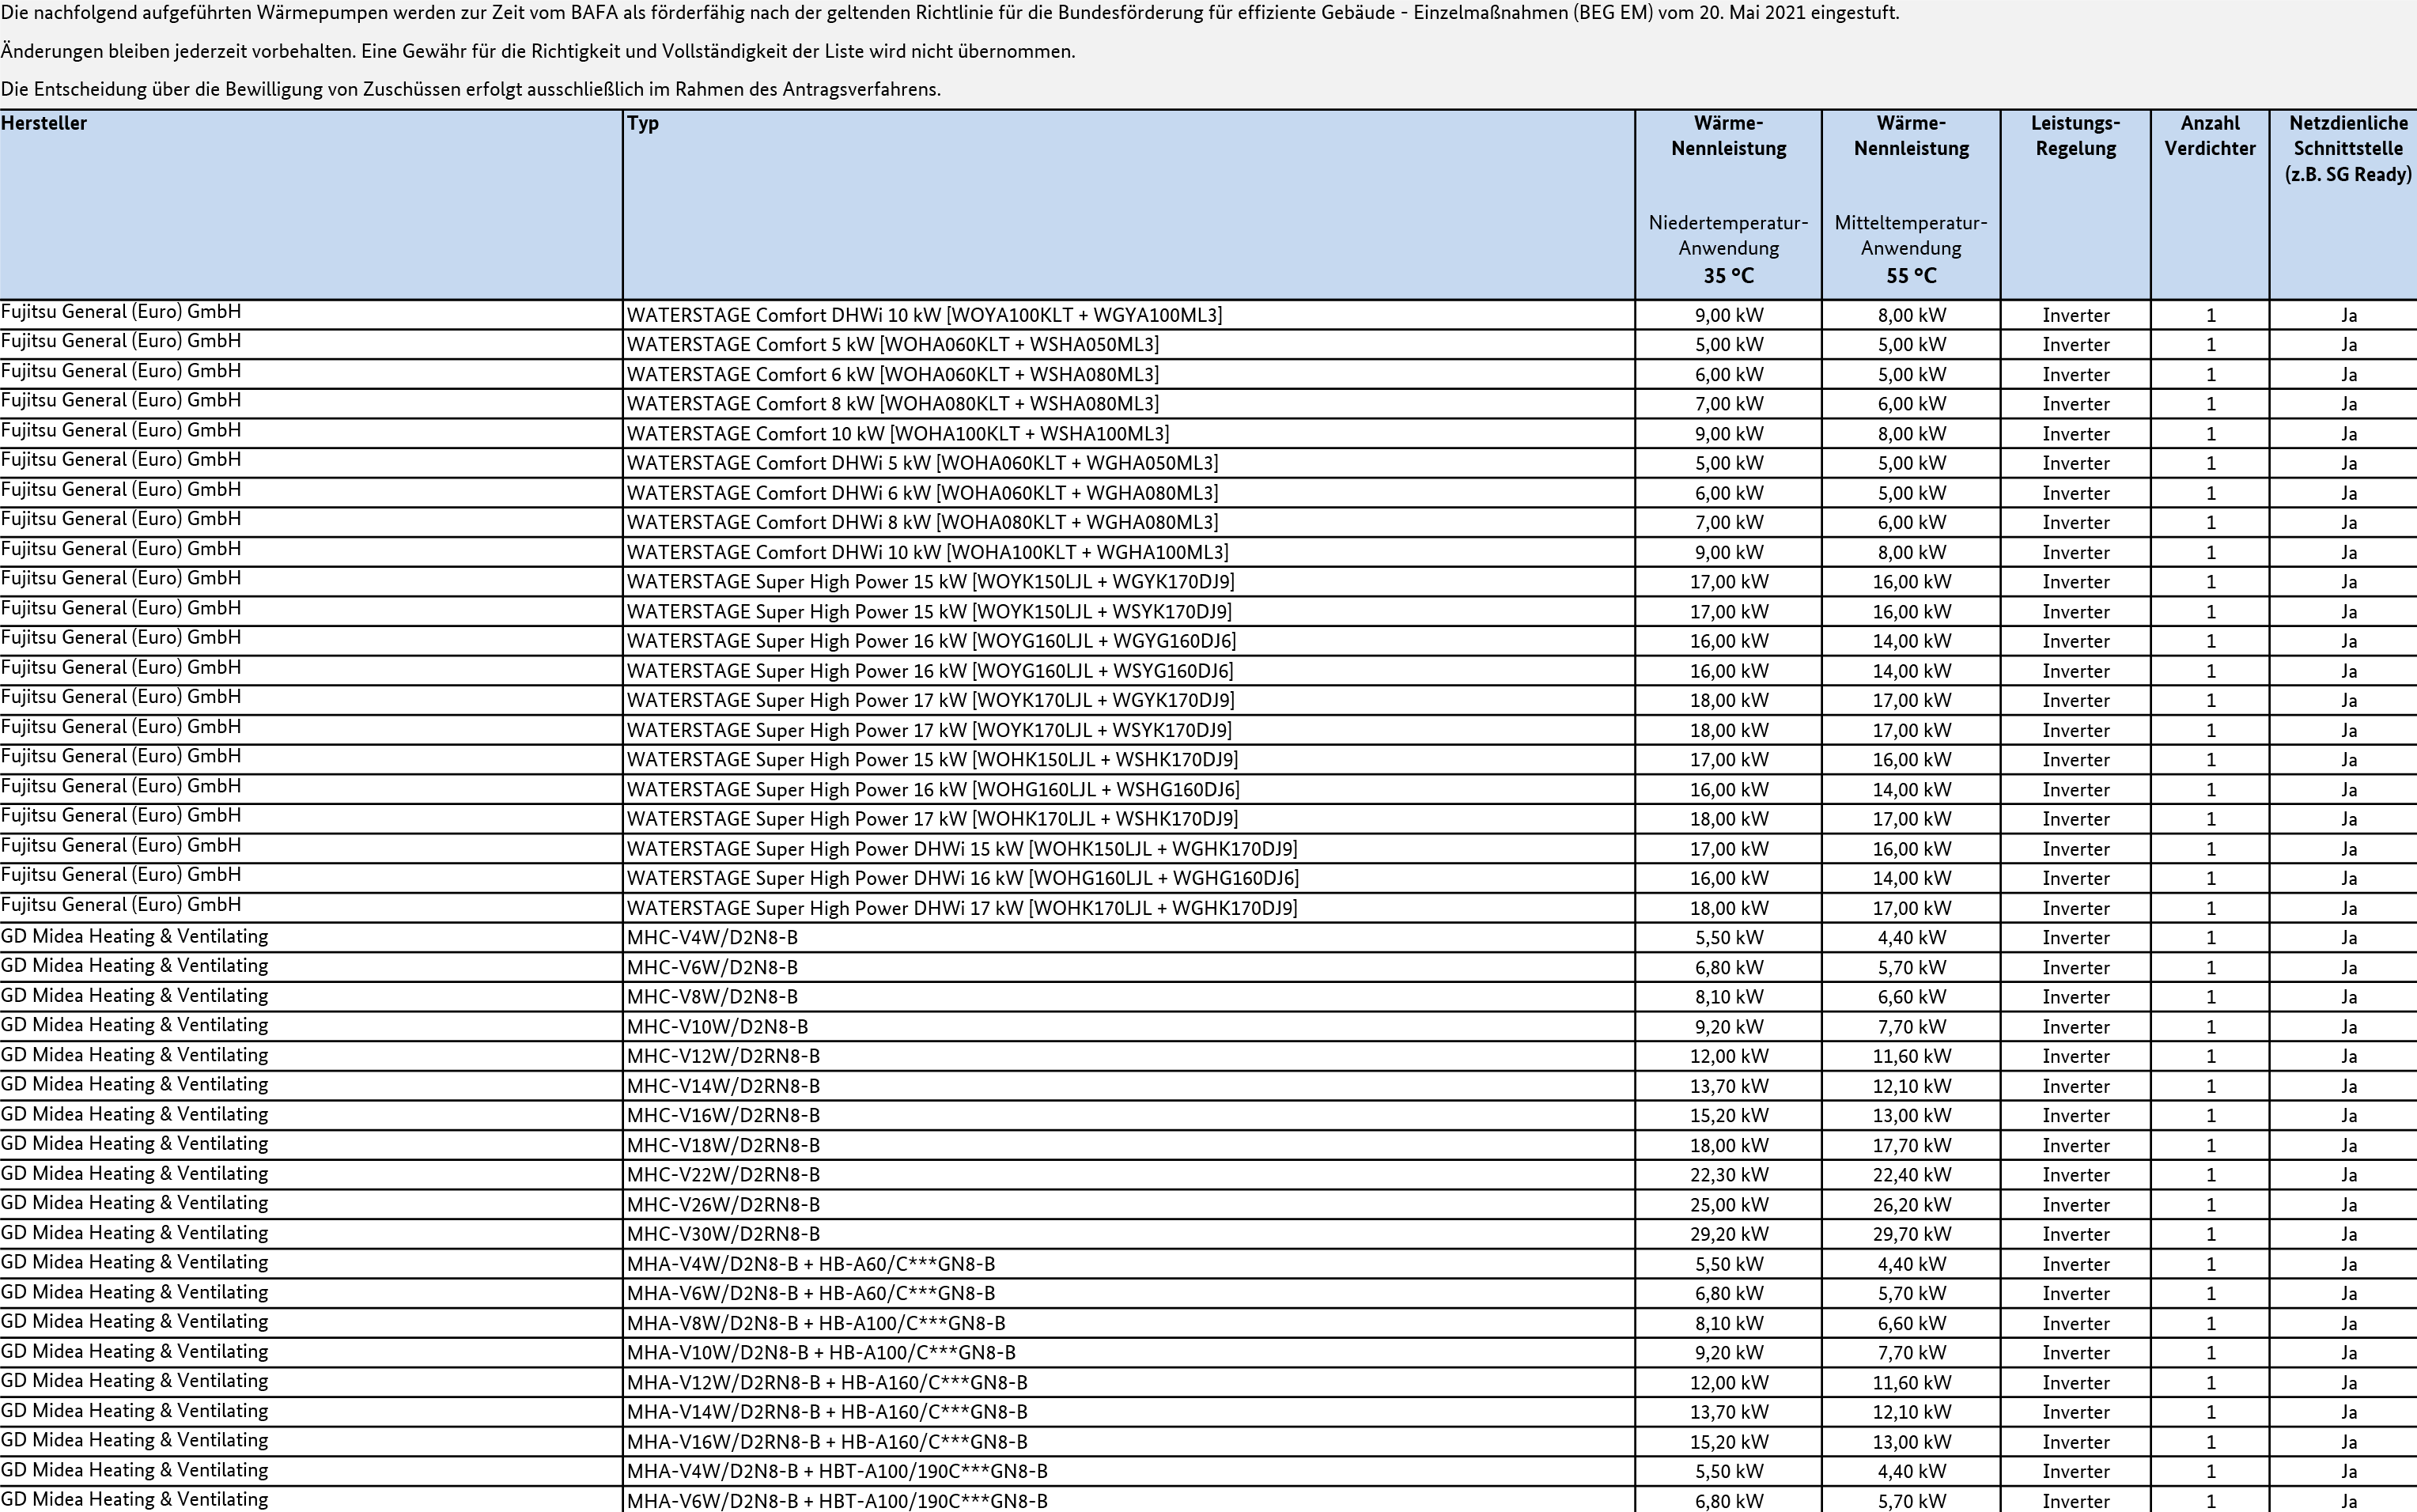 Die nachfolgend aufgeführten Wärmepumpen werden zur Zeit vom BAFA als förderfähig nach der geltenden Richtlinie für die Bundesförderung für effiziente Gebäude - Einzelmaßnahmen (BEG EM) vom 20. Mai 2021 eingestuft.
Änderungen bleiben jederzeit vorbehalten. Eine Gewähr für die Richtigkeit und Vollständigkeit der Liste wird nicht übernommen.
Die Entscheidung über die Bewilligung von Zuschüssen erfolgt ausschließlich im Rahmen des Antragsverfahrens.
Hersteller Typ Wärme- Wärme- Leistungs- Anzahl Netzdienliche
Nennleistung Nennleistung Regelung Verdichter Schnittstelle
(z.B. SG Ready)
Niedertemperatur- Mitteltemperatur-
Anwendung Anwendung
35 °C 55 °C
Fujitsu General (Euro) GmbH WATERSTAGE Comfort DHWi 10 kW [WOYA100KLT + WGYA100ML3] 9,00 kW 8,00 kW Inverter 1 Ja
Fujitsu General (Euro) GmbH WATERSTAGE Comfort 5 kW [WOHA060KLT + WSHA050ML3] 5,00 kW 5,00 kW Inverter 1 Ja
Fujitsu General (Euro) GmbH WATERSTAGE Comfort 6 kW [WOHA060KLT + WSHA080ML3] 6,00 kW 5,00 kW Inverter 1 Ja
Fujitsu General (Euro) GmbH WATERSTAGE Comfort 8 kW [WOHA080KLT + WSHA080ML3] 7,00 kW 6,00 kW Inverter 1 Ja
Fujitsu General (Euro) GmbH WATERSTAGE Comfort 10 kW [WOHA100KLT + WSHA100ML3] 9,00 kW 8,00 kW Inverter 1 Ja
Fujitsu General (Euro) GmbH WATERSTAGE Comfort DHWi 5 kW [WOHA060KLT + WGHA050ML3] 5,00 kW 5,00 kW Inverter 1 Ja
Fujitsu General (Euro) GmbH WATERSTAGE Comfort DHWi 6 kW [WOHA060KLT + WGHA080ML3] 6,00 kW 5,00 kW Inverter 1 Ja
Fujitsu General (Euro) GmbH WATERSTAGE Comfort DHWi 8 kW [WOHA080KLT + WGHA080ML3] 7,00 kW 6,00 kW Inverter 1 Ja
Fujitsu General (Euro) GmbH WATERSTAGE Comfort DHWi 10 kW [WOHA100KLT + WGHA100ML3] 9,00 kW 8,00 kW Inverter 1 Ja
Fujitsu General (Euro) GmbH WATERSTAGE Super High Power 15 kW [WOYK150LJL + WGYK170DJ9] 17,00 kW 16,00 kW Inverter 1 Ja
Fujitsu General (Euro) GmbH WATERSTAGE Super High Power 15 kW [WOYK150LJL + WSYK170DJ9] 17,00 kW 16,00 kW Inverter 1 Ja
Fujitsu General (Euro) GmbH WATERSTAGE Super High Power 16 kW [WOYG160LJL + WGYG160DJ6] 16,00 kW 14,00 kW Inverter 1 Ja
Fujitsu General (Euro) GmbH WATERSTAGE Super High Power 16 kW [WOYG160LJL + WSYG160DJ6] 16,00 kW 14,00 kW Inverter 1 Ja
Fujitsu General (Euro) GmbH WATERSTAGE Super High Power 17 kW [WOYK170LJL + WGYK170DJ9] 18,00 kW 17,00 kW Inverter 1 Ja
Fujitsu General (Euro) GmbH WATERSTAGE Super High Power 17 kW [WOYK170LJL + WSYK170DJ9] 18,00 kW 17,00 kW Inverter 1 Ja
Fujitsu General (Euro) GmbH WATERSTAGE Super High Power 15 kW [WOHK150LJL + WSHK170DJ9] 17,00 kW 16,00 kW Inverter 1 Ja
Fujitsu General (Euro) GmbH WATERSTAGE Super High Power 16 kW [WOHG160LJL + WSHG160DJ6] 16,00 kW 14,00 kW Inverter 1 Ja
Fujitsu General (Euro) GmbH WATERSTAGE Super High Power 17 kW [WOHK170LJL + WSHK170DJ9] 18,00 kW 17,00 kW Inverter 1 Ja
Fujitsu General (Euro) GmbH WATERSTAGE Super High Power DHWi 15 kW [WOHK150LJL + WGHK170DJ9] 17,00 kW 16,00 kW Inverter 1 Ja
Fujitsu General (Euro) GmbH WATERSTAGE Super High Power DHWi 16 kW [WOHG160LJL + WGHG160DJ6] 16,00 kW 14,00 kW Inverter 1 Ja
Fujitsu General (Euro) GmbH WATERSTAGE Super High Power DHWi 17 kW [WOHK170LJL + WGHK170DJ9] 18,00 kW 17,00 kW Inverter 1 Ja
GD Midea Heating & Ventilating MHC-V4W/D2N8-B 5,50 kW 4,40 kW Inverter 1 Ja
GD Midea Heating & Ventilating MHC-V6W/D2N8-B 6,80 kW 5,70 kW Inverter 1 Ja
GD Midea Heating & Ventilating MHC-V8W/D2N8-B 8,10 kW 6,60 kW Inverter 1 Ja
GD Midea Heating & Ventilating MHC-V10W/D2N8-B 9,20 kW 7,70 kW Inverter 1 Ja
GD Midea Heating & Ventilating MHC-V12W/D2RN8-B 12,00 kW 11,60 kW Inverter 1 Ja
GD Midea Heating & Ventilating MHC-V14W/D2RN8-B 13,70 kW 12,10 kW Inverter 1 Ja
GD Midea Heating & Ventilating MHC-V16W/D2RN8-B 15,20 kW 13,00 kW Inverter 1 Ja
GD Midea Heating & Ventilating MHC-V18W/D2RN8-B 18,00 kW 17,70 kW Inverter 1 Ja
GD Midea Heating & Ventilating MHC-V22W/D2RN8-B 22,30 kW 22,40 kW Inverter 1 Ja
GD Midea Heating & Ventilating MHC-V26W/D2RN8-B 25,00 kW 26,20 kW Inverter 1 Ja
GD Midea Heating & Ventilating MHC-V30W/D2RN8-B 29,20 kW 29,70 kW Inverter 1 Ja
GD Midea Heating & Ventilating MHA-V4W/D2N8-B + HB-A60/C***GN8-B 5,50 kW 4,40 kW Inverter 1 Ja
GD Midea Heating & Ventilating MHA-V6W/D2N8-B + HB-A60/C***GN8-B 6,80 kW 5,70 kW Inverter 1 Ja
GD Midea Heating & Ventilating MHA-V8W/D2N8-B + HB-A100/C***GN8-B 8,10 kW 6,60 kW Inverter 1 Ja
GD Midea Heating & Ventilating MHA-V10W/D2N8-B + HB-A100/C***GN8-B 9,20 kW 7,70 kW Inverter 1 Ja
GD Midea Heating & Ventilating MHA-V12W/D2RN8-B + HB-A160/C***GN8-B 12,00 kW 11,60 kW Inverter 1 Ja
GD Midea Heating & Ventilating MHA-V14W/D2RN8-B + HB-A160/C***GN8-B 13,70 kW 12,10 kW Inverter 1 Ja
GD Midea Heating & Ventilating MHA-V16W/D2RN8-B + HB-A160/C***GN8-B 15,20 kW 13,00 kW Inverter 1 Ja
GD Midea Heating & Ventilating MHA-V4W/D2N8-B + HBT-A100/190C***GN8-B 5,50 kW 4,40 kW Inverter 1 Ja
GD Midea Heating & Ventilating MHA-V6W/D2N8-B + HBT-A100/190C***GN8-B 6,80 kW 5,70 kW Inverter 1 Ja